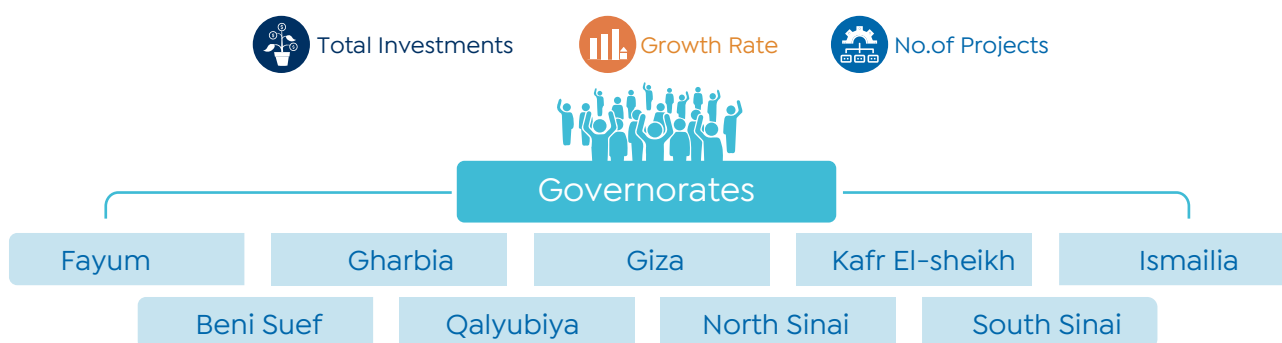 Total Investments
Growth Rate
No.of Projects
Governorates
Fayum
Gharbia
Giza
Kafr El-sheikh
Ismailia
Beni Suef
Qalyubiya
North Sinai
South Sinai